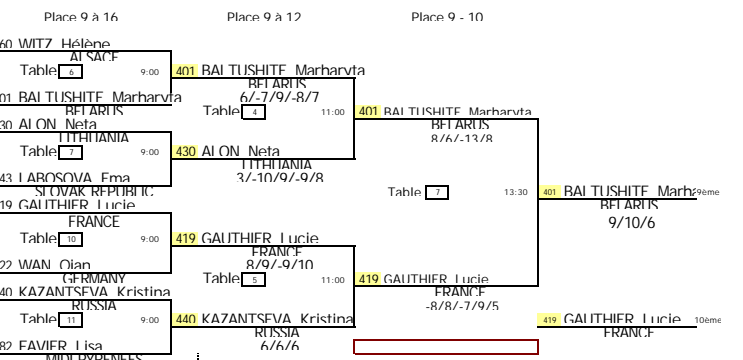 Place 9 à 16
Place 9 à 12
Place 9 - 10
60 WITZ Hélène
ALSACE
Table 6 9:00
401 BALTUSHITE Marharyta
BELARUS
6/-7/9/-8/7
01 BALTUSHITE Marharyta
BELARUS
Table 4 11:00
401 BALTUSHITE Marharyta
BELARUS
8/6/-13/8
30 ALON Neta
LITHUANIA
Table 7 9:00
430 ALON Neta
LITHUANIA
3/-10/9/-9/8
43 LABOSOVA Ema
SLOVAK REPUBLIC
Table 7 13:30
401 BALTUSHITE Marha 9ème
BELARUS
9/10/6
19 GAUTHIER Lucie
FRANCE
Table 10 9:00
419 GAUTHIER Lucie
FRANCE
8/9/-9/10
22 WAN Qian
GERMANY
Table 5 11:00
419 GAUTHIER Lucie
FRANCE
-8/8/-7/9/5
40 KAZANTSEVA Kristina
RUSSIA
Table 11 9:00
440 KAZANTSEVA Kristina
RUSSIA
6/6/6
419 GAUTHIER Lucie 10ème
FRANCE
82 FAVIER Lisa
MIDI PYRENEES